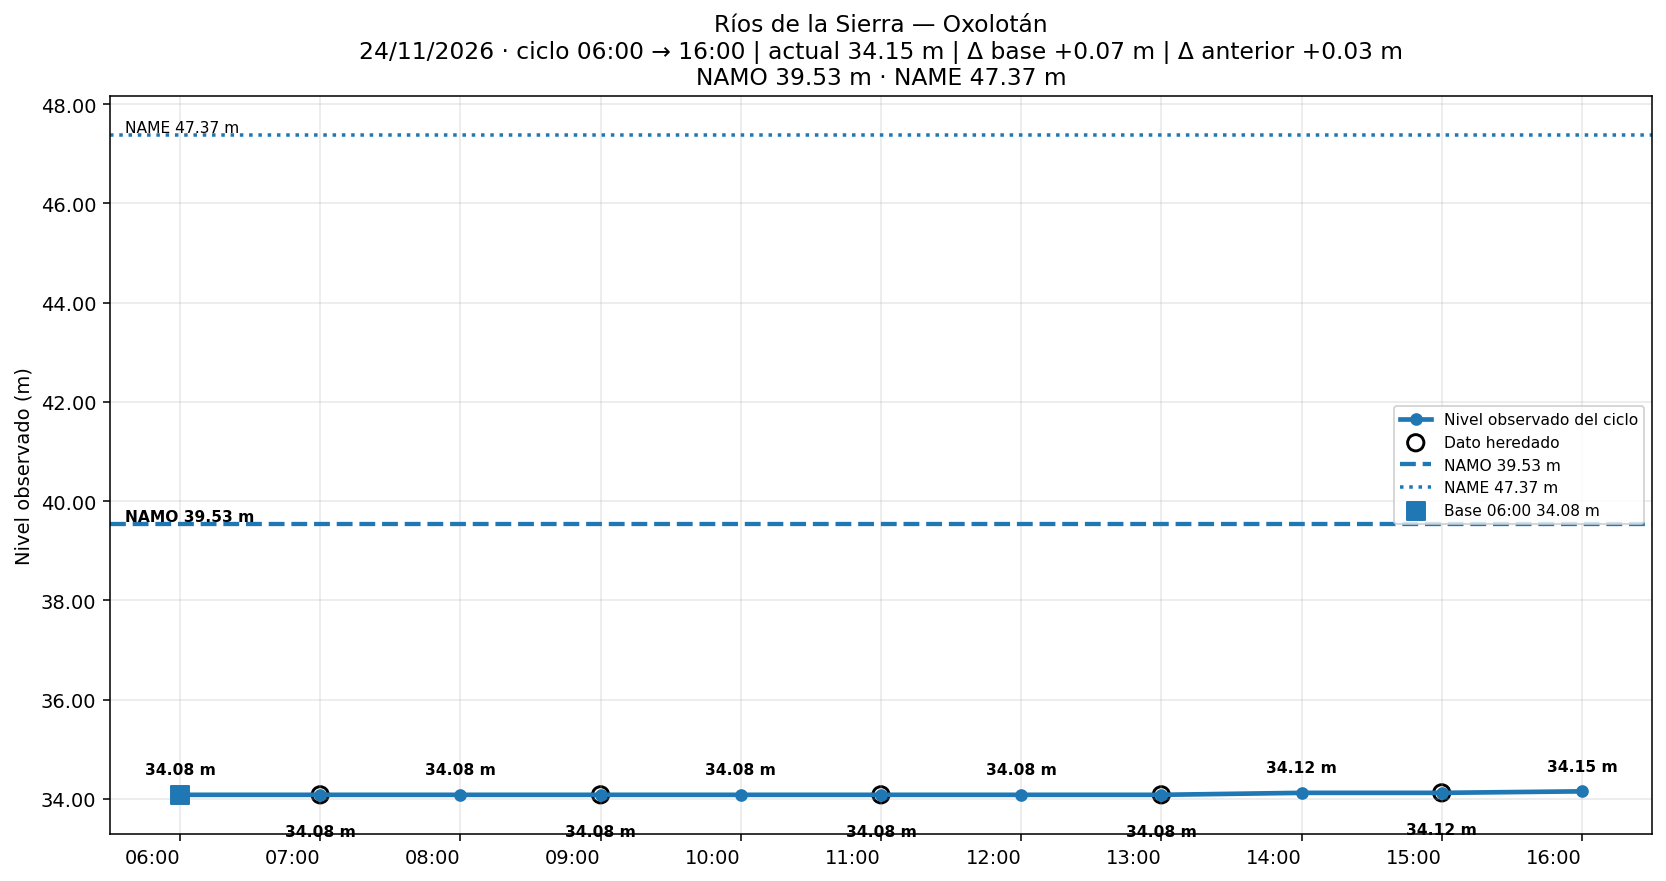 Ríos de la Sierra — Oxolotán
24/11/2026 · ciclo 06:00 → 16:00 | actual 34.15 m | Δ base +0.07 m | Δ anterior +0.03 m
NAMO 39.53 m · NAME 47.37 m
Nivel observado (m)
48.00
46.00
44.00
42.00
40.00
38.00
36.00
34.00
NAME 47.37 m
NAMO 39.53 m
Nivel observado del ciclo
Dato heredado
NAMO 39.53 m
NAME 47.37 m
Base 06:00 34.08 m
34.08 m
34.08 m
34.08 m
34.08 m
34.12 m
34.15 m
34.08 m
34.08 m
34.08 m
34.08 m
34.12 m
06:00
07:00
08:00
09:00
10:00
11:00
12:00
13:00
14:00
15:00
16:00